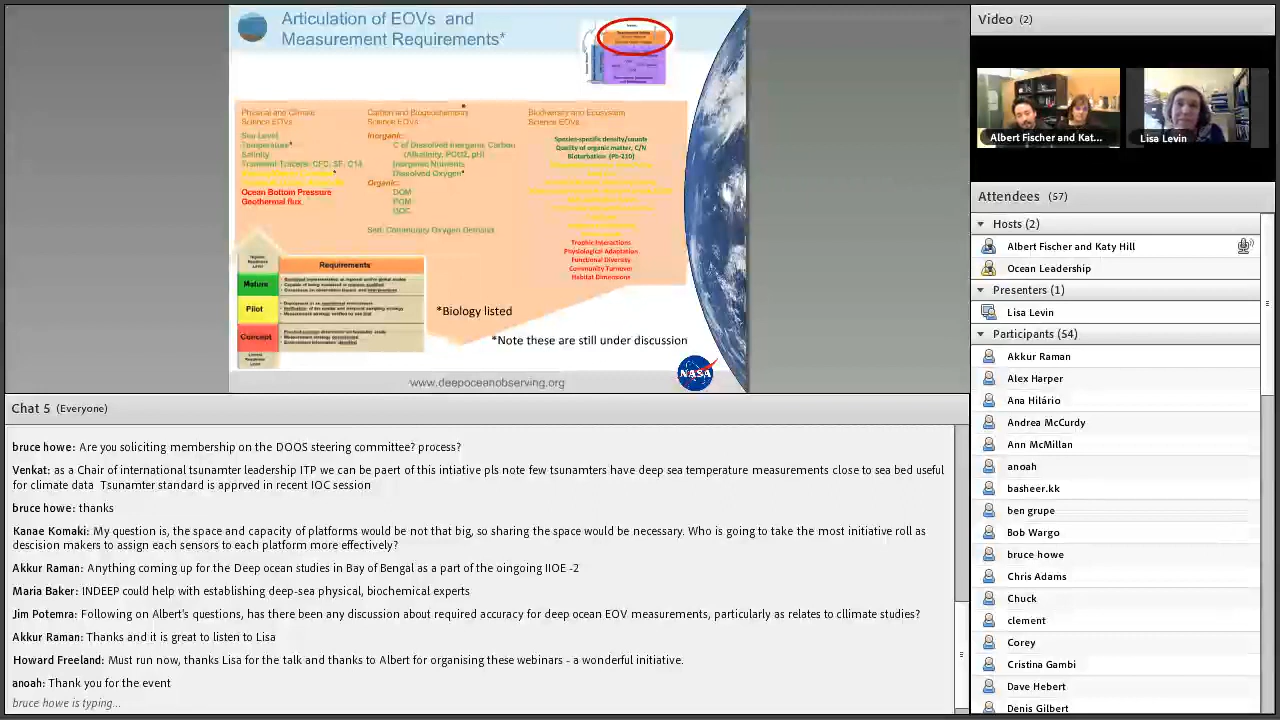 Articulation of EOVs and
Measurement Requirements*
Physical and Climate
Science EOVs
Sea Level
Temperature*
Salinity
Transient Tracers: CFC, SF, C14
Ocean Bottom Pressure
Geothermal flux
Carbon and Biogeochemistry
Science EOVs
*
Inorganic:
C of Dissolved Inorganic Carbon
(Alkalinity, PCO2, pH)
Inorganic Nutrients
Dissolved Oxygen*
Organic:
DOM
POM
Sed. Community Oxygen Demand
Biodiversity and Ecosystem
Science EOVs
Species-specific density/counts
Quality of organic matter, C/N
Bioturbation (Pb-210)
Trophic Interactions
Physiological Adaptation
Functional Diversity
Community Turnover
Habitat Dimensions
Requirements
Mature
Pilot
Concept
*Biology listed
*Note these are still under discussion
NASA
www.deepoceanobserving.org
Chat 5 (Everyone)
bruce howe: Are you soliciting membership on the DOOS steering committee? process?
Venkat: as a Chair of international tsunamter leadership ITP we can be paert of this intiative pls note few tsunamters have deep sea tempdrature measurements close to sea bed useful
for climate data Tsunamter standard is apprved in recent IOC session
bruce howe: thanks
Kanae Komaki: My question is, the space and capacity of platforms would be not that big, so sharing the space would be necessary. Who is going to take the most initiative roll as
descision makers to assign each sensors to each platform more effectively?
Akkur Raman: Anything coming up for the Deep ocean studies in Bay of Bengal as a part of the oingoing IIOE -2
Maria Baker: INDEEP could help with establishing deep-sea physical, biochemical experts
Jim Potemra: Following on Albert's questions, has there been any discussion about required accuracy for deep ocean EOV measurements, particularly as relates to cllimate studies?
Akkur Raman: Thanks and it is great to listen to Lisa
Howard Freeland: Must run now, thanks Lisa for the talk and thanks to Albert for organising these webinars - a wonderful initiative.
anoah: Thank you for the event
bruce howe is typing...
Video (2)
Albert Fischer and Kat...
Lisa Levin
Attendees (57)
Hosts (2)
Albert Fischer and Katy Hill
Ocean Leadership
Presenters (1)
Lisa Levin
Participants (54)
Akkur Raman
Alex Harper
Ana Hilário
Andrea McCurdy
Ann McMillan
anoah
basheer.kk
ben grupe
Bob Wargo
bruce howe
Chris Adams
Chuck
clement
Corey
Cristina Gambi
Dave Hebert
Denis Gilbert